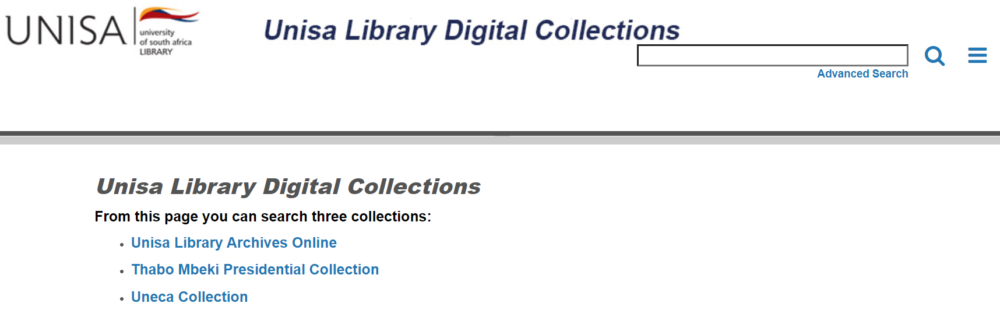 UNISA
university
of south africa
LIBRARY
Unisa Library Digital Collections
Advanced Search
Unisa Library Digital Collections
From this page you can search three collections:
• Unisa Library Archives Online
• Thabo Mbeki Presidential Collection
• Uneca Collection